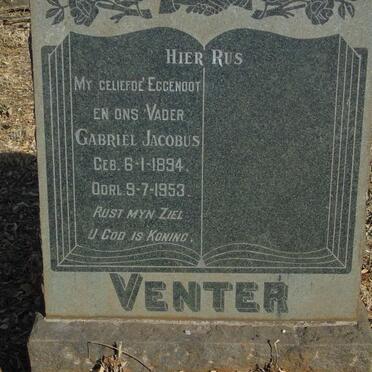 HIER RUS
MY GELIEFDE EGGENOOT
EN ONS VADER
GABRIEL JACOBUS
GEB. 6-1-1894.
OORL. 9-7-1953.
RUST MYN ZIEL
U GOD IS KONING.
VENTER